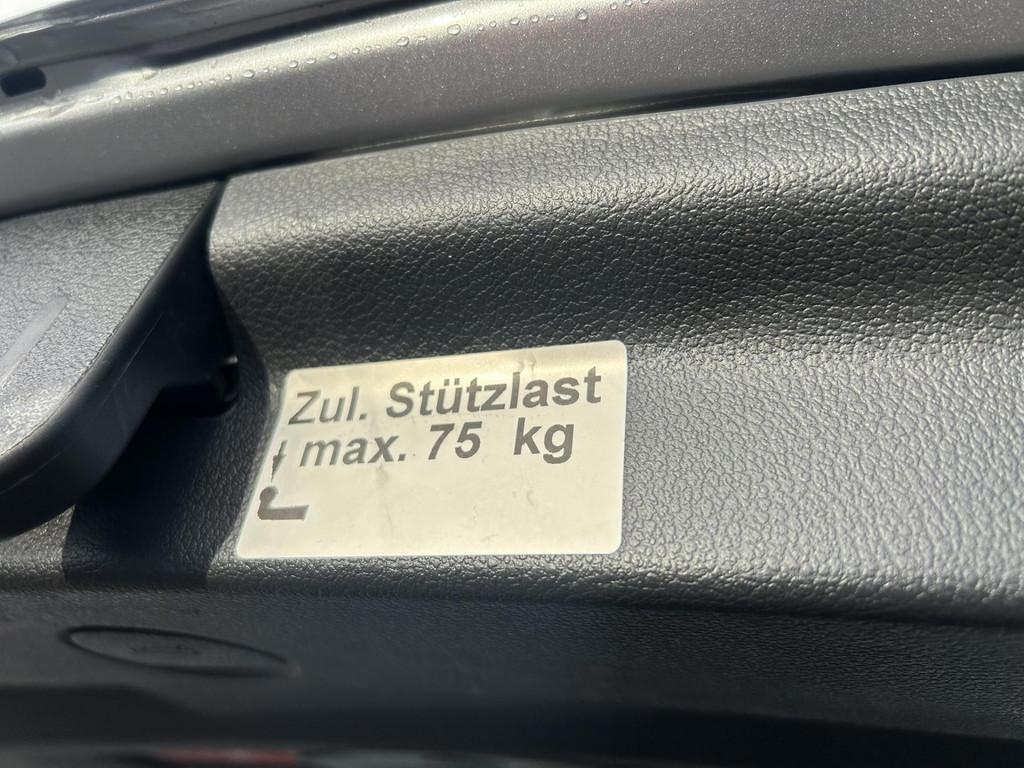 Zul. Stützlast
max. 75 kg